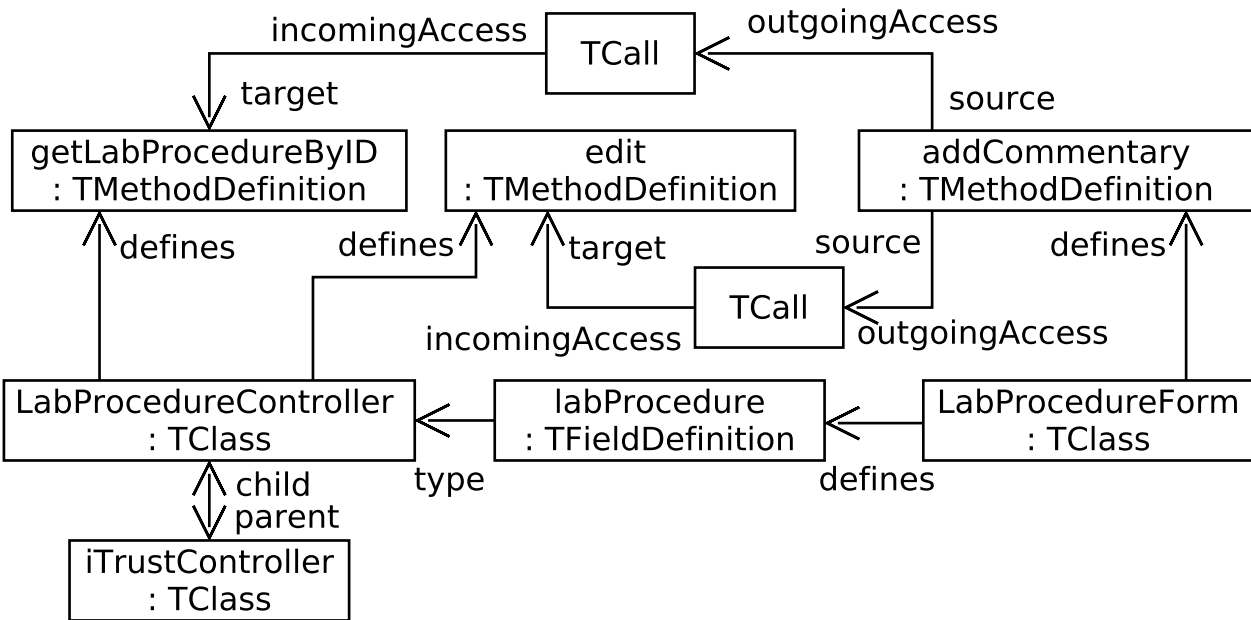 incomingAccess
TCall
outgoingAccess
target
source
getLabProcedureByID
: TMethodDefinition
edit
: TMethodDefinition
addCommentary
: TMethodDefinition
defines
defines
target
source
defines
TCall
incomingAccess
outgoingAccess
LabProcedureController
: TClass
labProcedure
: TFieldDefinition
LabProcedureForm
: TClass
type
defines
child
parent
iTrustController
: TClass